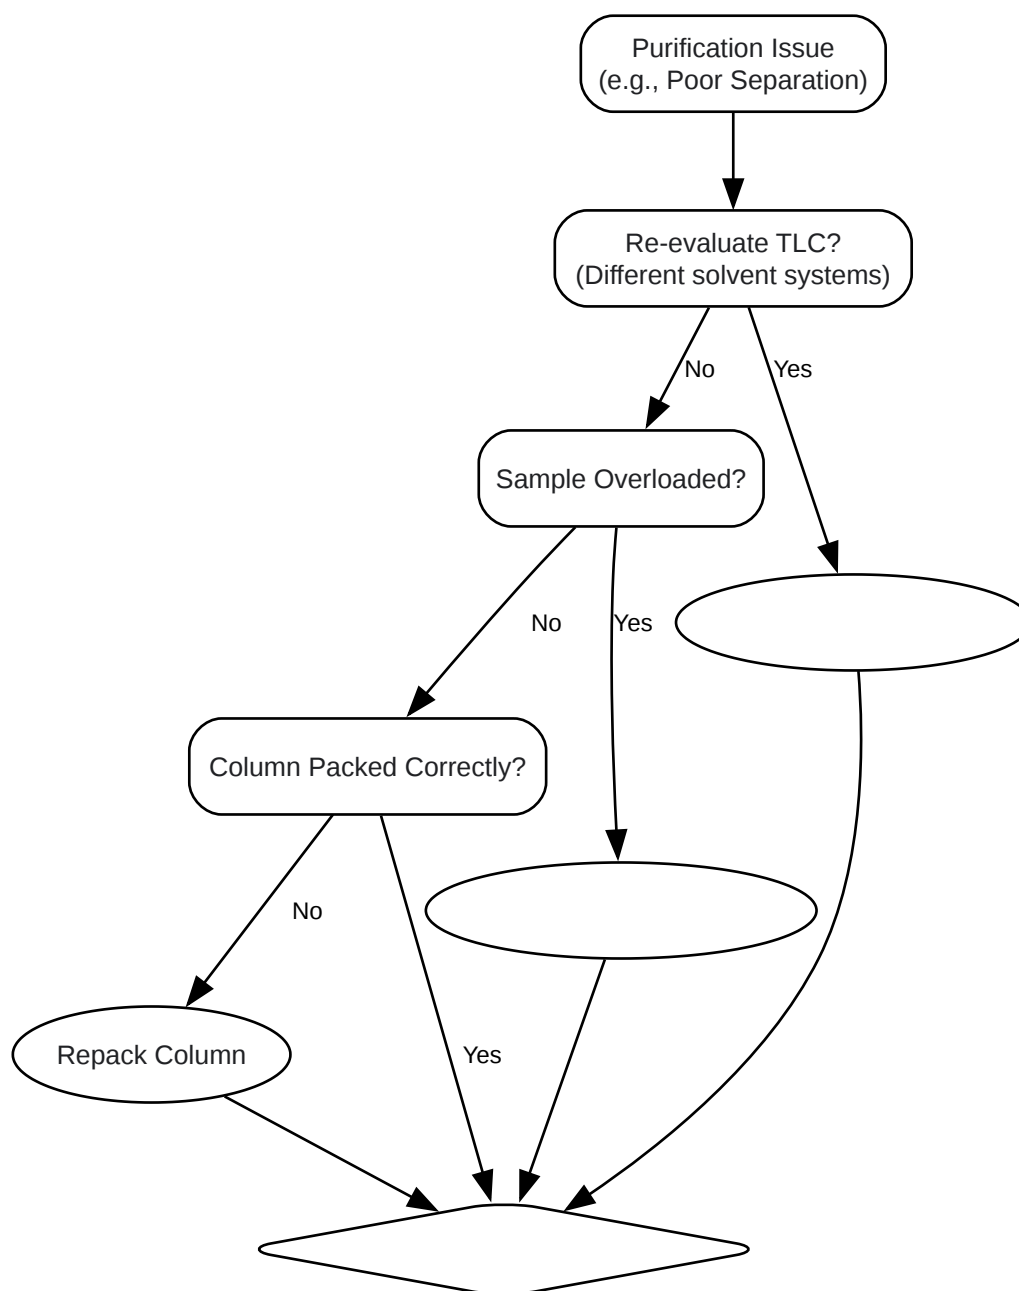 Purification Issue
(e.g., Poor Separation)
Re-evaluate TLC?
(Different solvent systems)
No
Yes
Sample Overloaded?
No
Yes
Column Packed Correctly?
No
Repack Column
Yes